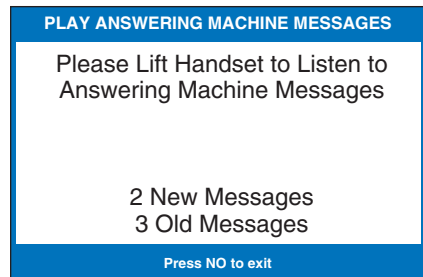 PLAY ANSWERING MACHINE MESSAGES
Please Lift Handset to Listen to
Answering Machine Messages
2 New Messages
3 Old Messages
Press NO to exit